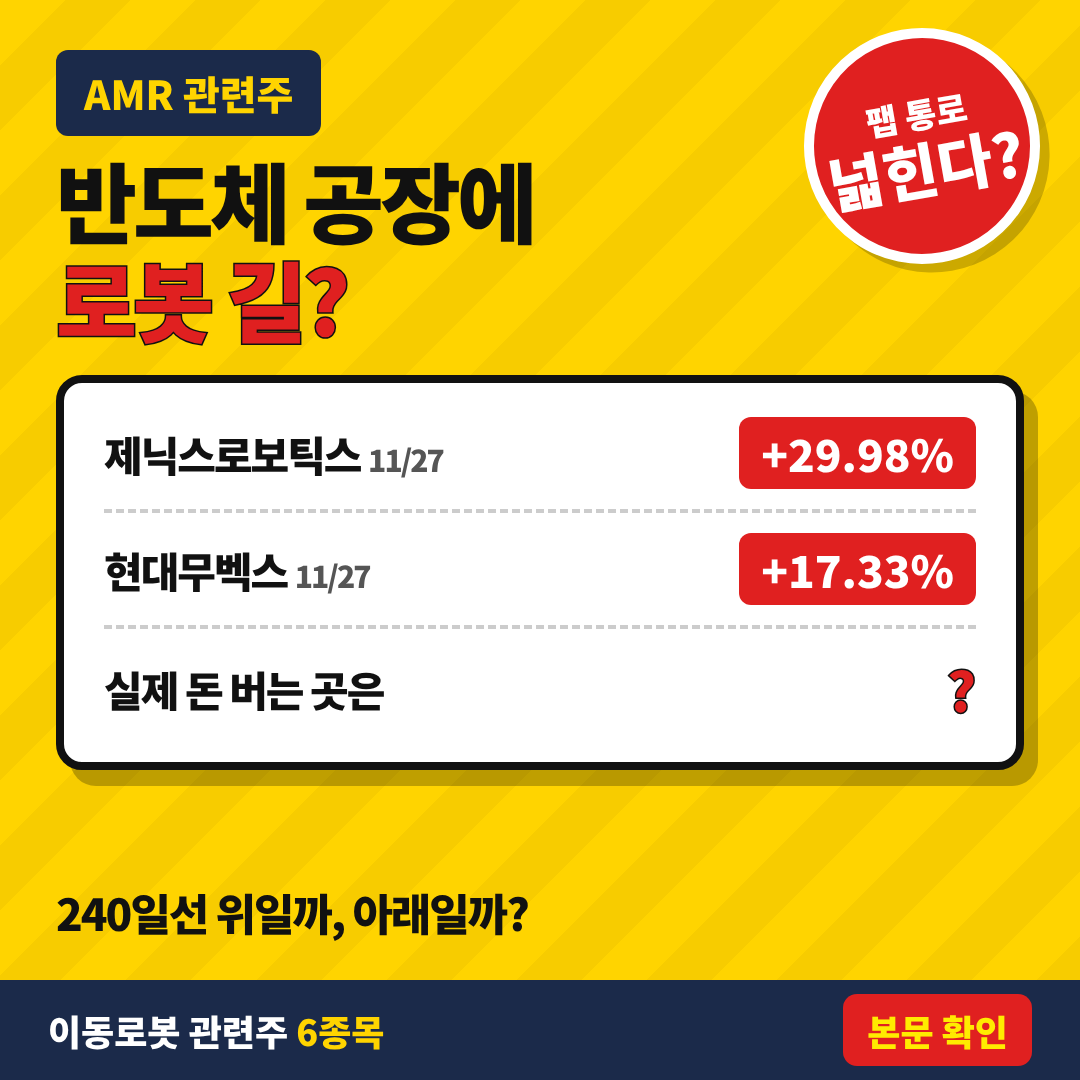 AMR 관련주
팹 통로
넓힌다?
반도체 공장에
로봇 길?
제닉스로보틱스 11/27
+29.98%
현대무벡스 11/27
+17.33%
실제 돈 버는 곳은
?
240일선 위일까, 아래일까?
이동로봇 관련주 6종목
본문 확인